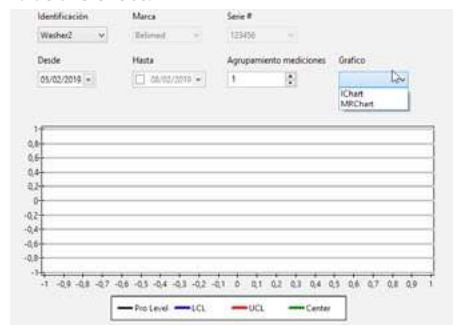 Identificación Marca Serie #
Washer2 Belimed 123456
Desde Hasta Agrupamiento mediciones Grafico
05/02/2019 08/02/2019 1
IChart
MRChart
1
0,8
0,6
0,4
0,2
0
-0,2
-0,4
-0,6
-0,8
-1
-1 -0,9 -0,8 -0,7 -0,6 -0,5 -0,4 -0,3 -0,2 -0,1 0 0,1 0,2 0,3 0,4 0,5 0,6 0,7 0,8 0,9 1
Pro Level LCL UCL Center